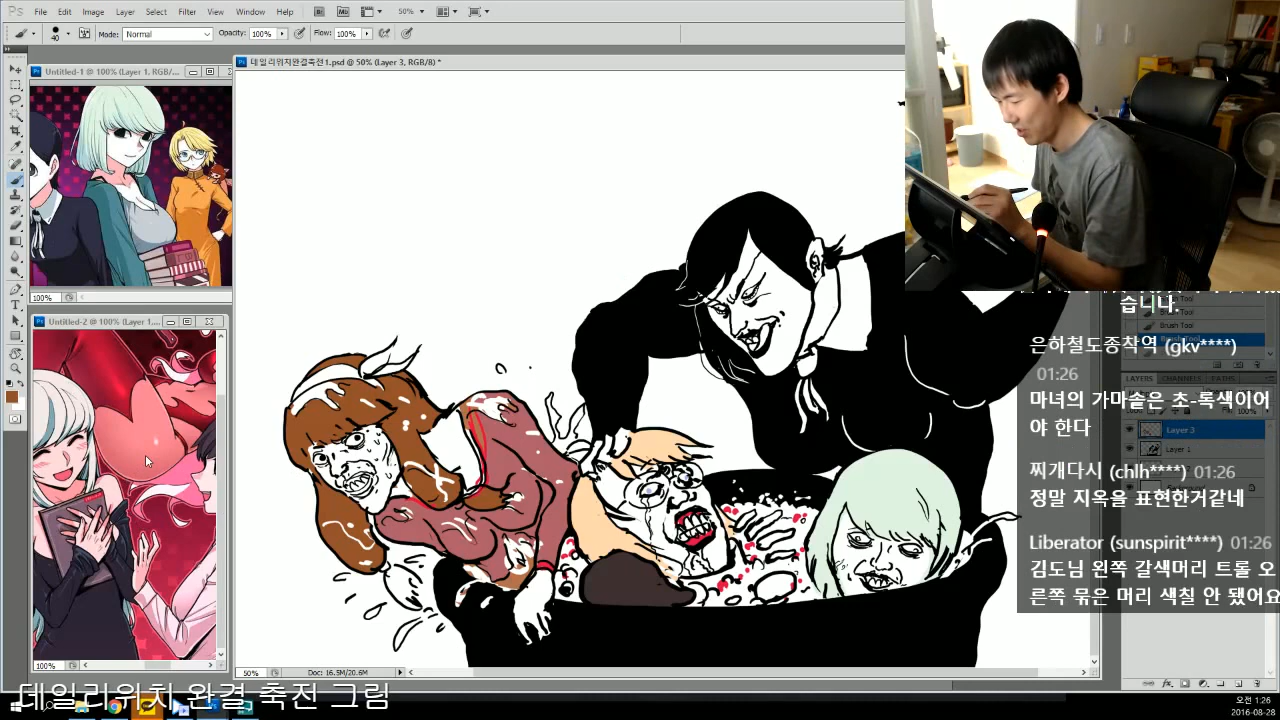 Ps File Edit Image Layer Select Filter View Window Help Br Mb 50%
40 Mode: Normal Opacity: 100% Flow: 100%
Untitled-1 @ 100% (Layer 1, RGB/...
데일리위치완결축전1.psd @ 50% (Layer 3, RGB/8) *
100%
Untitled-2 @ 100% (Layer 1,...
100%
50% Doc: 16.5M/20.6M
습니다.
Brush Tool
Brush Tool
은하철도종착역 (gkv****)
01:26
마녀의 가마솥은 초-록색이어
야 한다
LAYERS CHANNELS PATHS
Layer 3
Layer 1
찌개다시 (chlh****) 01:26
정말 지옥을 표현한거같네
Liberator (sunspirit****) 01:26
김도님 왼쪽 갈색머리 트롤 오
른쪽 묶은 머리 색칠 안 됐어요
데일리위치 완결 축전 그림
오전 1:26
2016-08-28